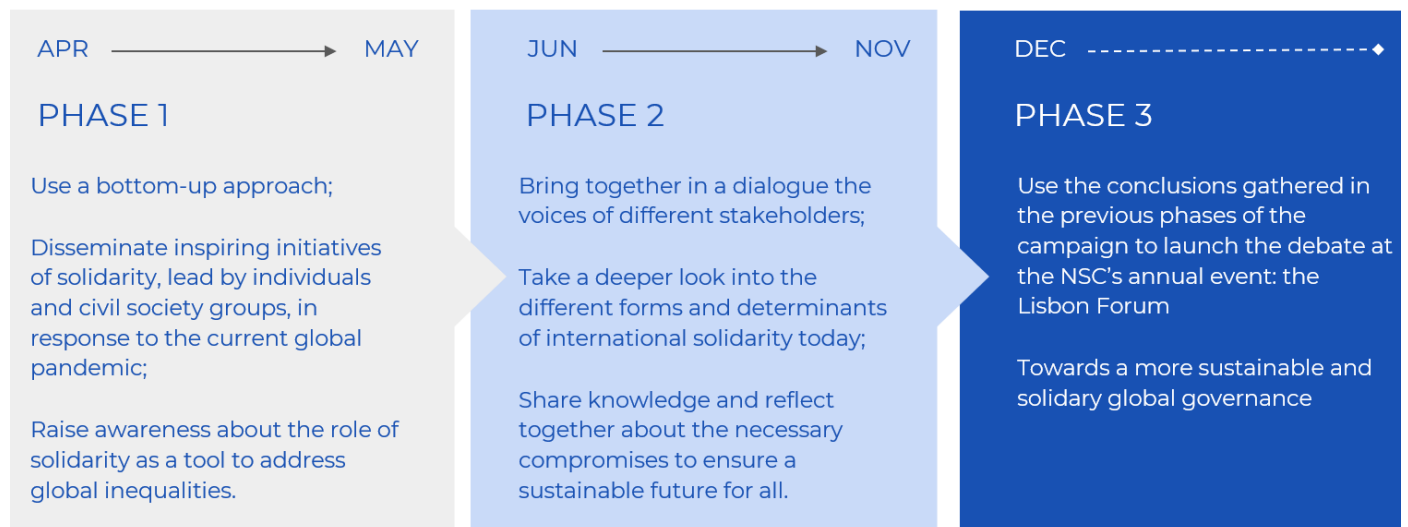 APR MAY
PHASE 1
Use a bottom-up approach;
Disseminate inspiring initiatives
of solidarity, lead by individuals
and civil society groups, in
response to the current global
pandemic;
Raise awareness about the role of
solidarity as a tool to address
global inequalities.
JUN NOV
PHASE 2
Bring together in a dialogue the
voices of different stakeholders;
Take a deeper look into the
different forms and determinants
of international solidarity today;
Share knowledge and reflect
together about the necessary
compromises to ensure a
sustainable future for all.
DEC
PHASE 3
Use the conclusions gathered in
the previous phases of the
campaign to launch the debate at
the NSC's annual event: the
Lisbon Forum
Towards a more sustainable and
solidary global governance